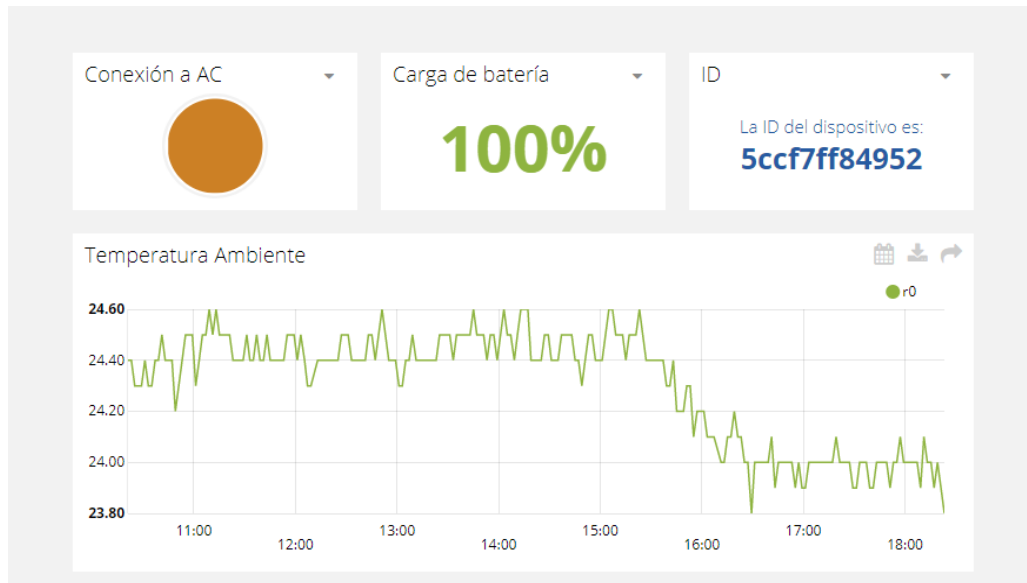 Conexión a AC
Carga de batería
100%
ID
La ID del dispositivo es:
5ccf7ff84952
Temperatura Ambiente
r0
24.60
24.40
24.20
24.00
23.80
11:00
12:00
13:00
14:00
15:00
16:00
17:00
18:00